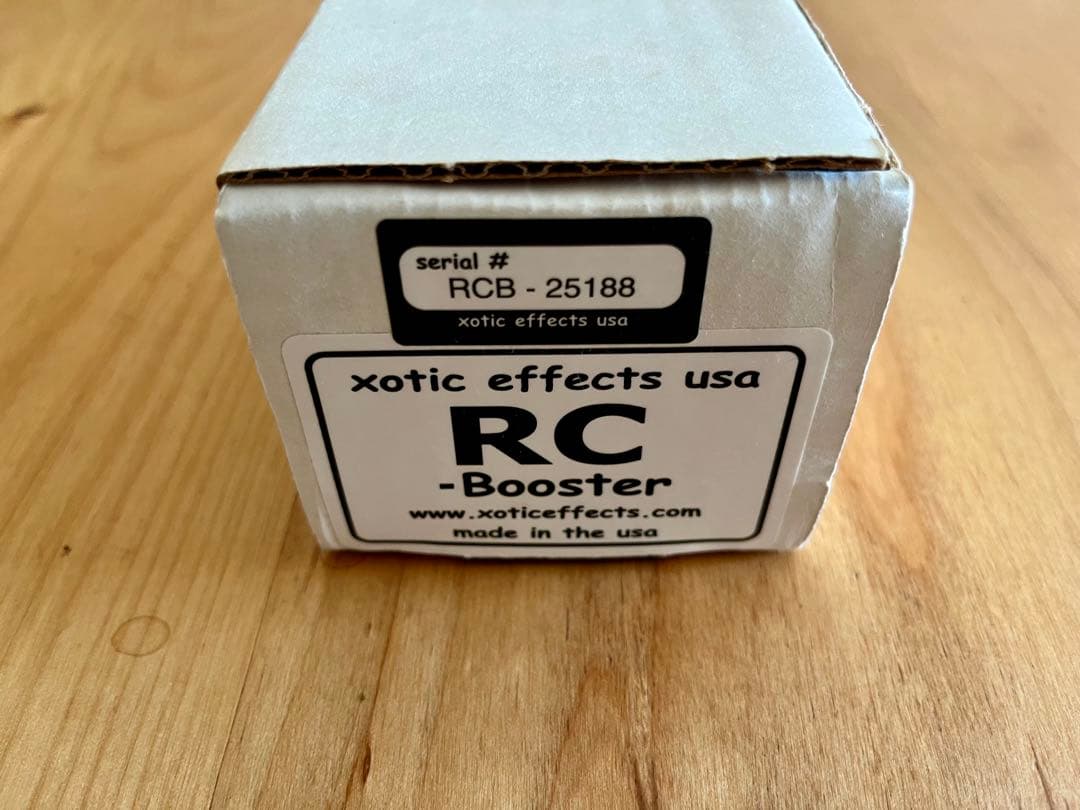 serial #
RCB - 25188
xotic effects usa
xotic effects usa
RC
-Booster
www.xoticeffects.com
made in the usa